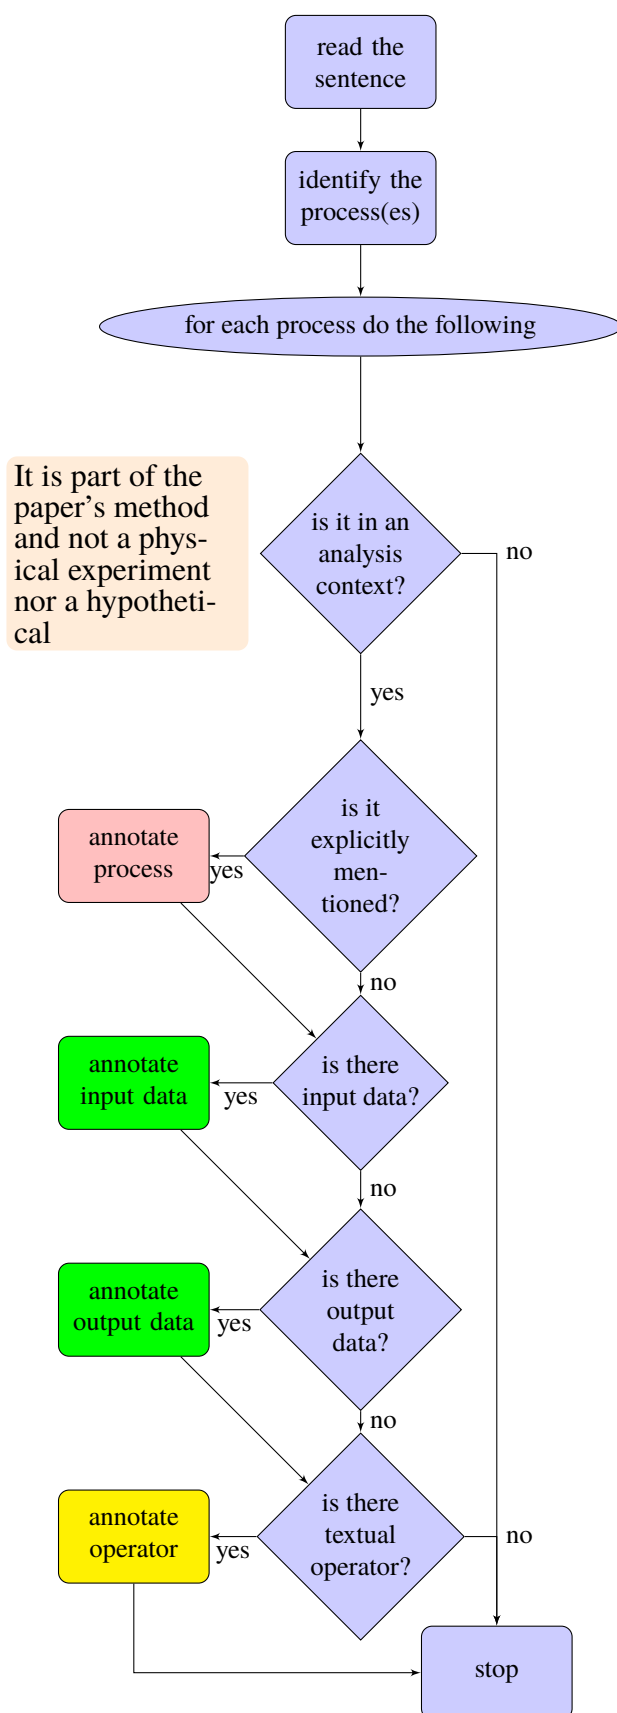 read the
sentence
identify the
process(es)
for each process do the following
It is part of the
paper's method
and not a phys-
ical experiment
nor a hypotheti-
cal
is it in an
analysis
context?
no
yes
is it
explicitly
men-
tioned?
annotate
process
yes
no
is there
input data?
annotate
input data
yes
no
is there
output
data?
annotate
output data
yes
no
is there
textual
operator?
annotate
operator
yes
no
stop